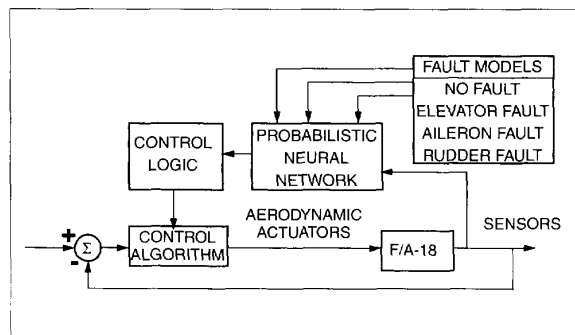 FAULT MODELS
NO FAULT
ELEVATOR FAULT
AILERON FAULT
RUDDER FAULT
CONTROL
LOGIC
PROBABILISTIC
NEURAL
NETWORK
AERODYNAMIC
ACTUATORS
SENSORS
+
Σ
-
CONTROL
ALGORITHM
F/A-18